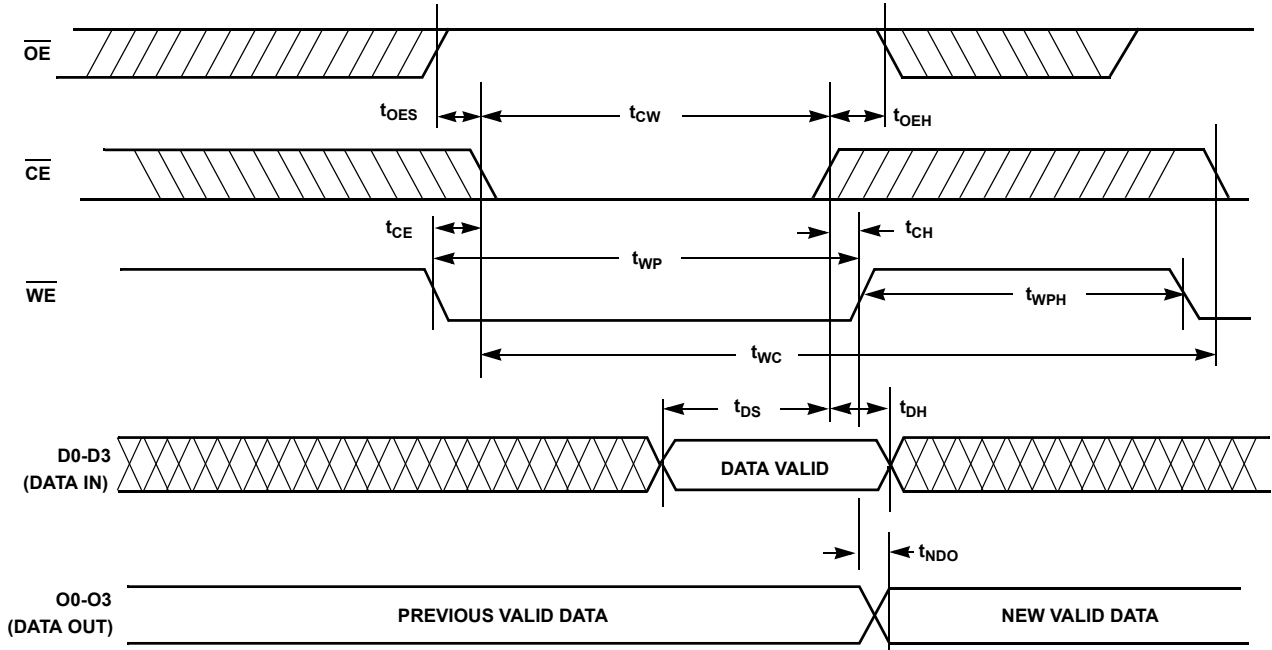 OE
tOES
tCW
tOEH
CE
tCE
tCH
tWP
WE
tWPH
tWC
tDS
tDH
D0-D3
(DATA IN)
DATA VALID
tNDO
O0-O3
(DATA OUT)
PREVIOUS VALID DATA
NEW VALID DATA